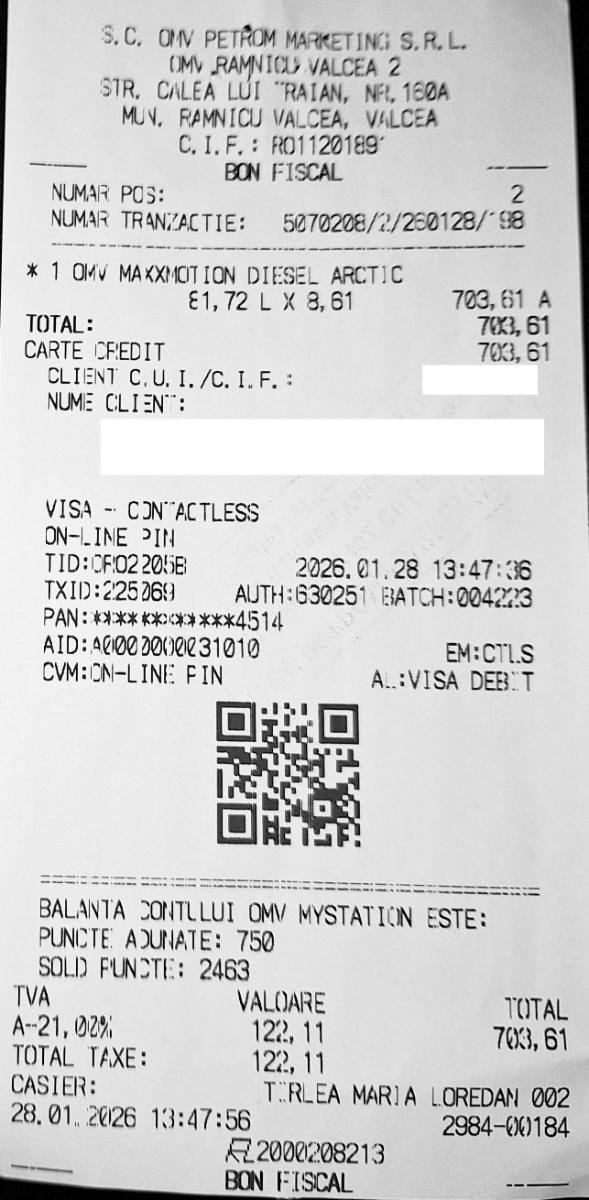 S.C. OMV PETROM MARKETING S.R.L.
OMV RAMNICU VALCEA 2
STR. CALEA LUI TRAIAN, NR. 160A
MUN. RAMNICU VALCEA, VALCEA
C.I.F.: RO11201891
BON FISCAL
NUMAR POS: 2
NUMAR TRANZACTIE: 5070208/2/260128/198
* 1 OMV MAXXMOTION DIESEL ARCTIC
81,72 L X 8,61 703,61 A
TOTAL: 703,61
CARTE CREDIT 703,61
CLIENT C.U.I./C.I.F.:
NUME CLIENT:
VISA - CONTACTLESS
ON-LINE PIN
TID: 2026.01.28 13:47:36
TXID:225069 AUTH:630251 BATCH:004223
PAN:************4514
AID:A0000000031010 EM:CTLS
CVM:ON-LINE PIN AL:VISA DEBIT
BALANTA CONTULUI OMV MYSTATION ESTE:
PUNCTE ADUNATE: 750
SOLD PUNCTE: 2463
TVA VALOARE TOTAL
A-21,00% 122,11 703,61
TOTAL TAXE: 122,11
CASIER: MARIA LOREDAN 002
28.01.2026 13:47:56 2984-00184
2000208213
BON FISCAL